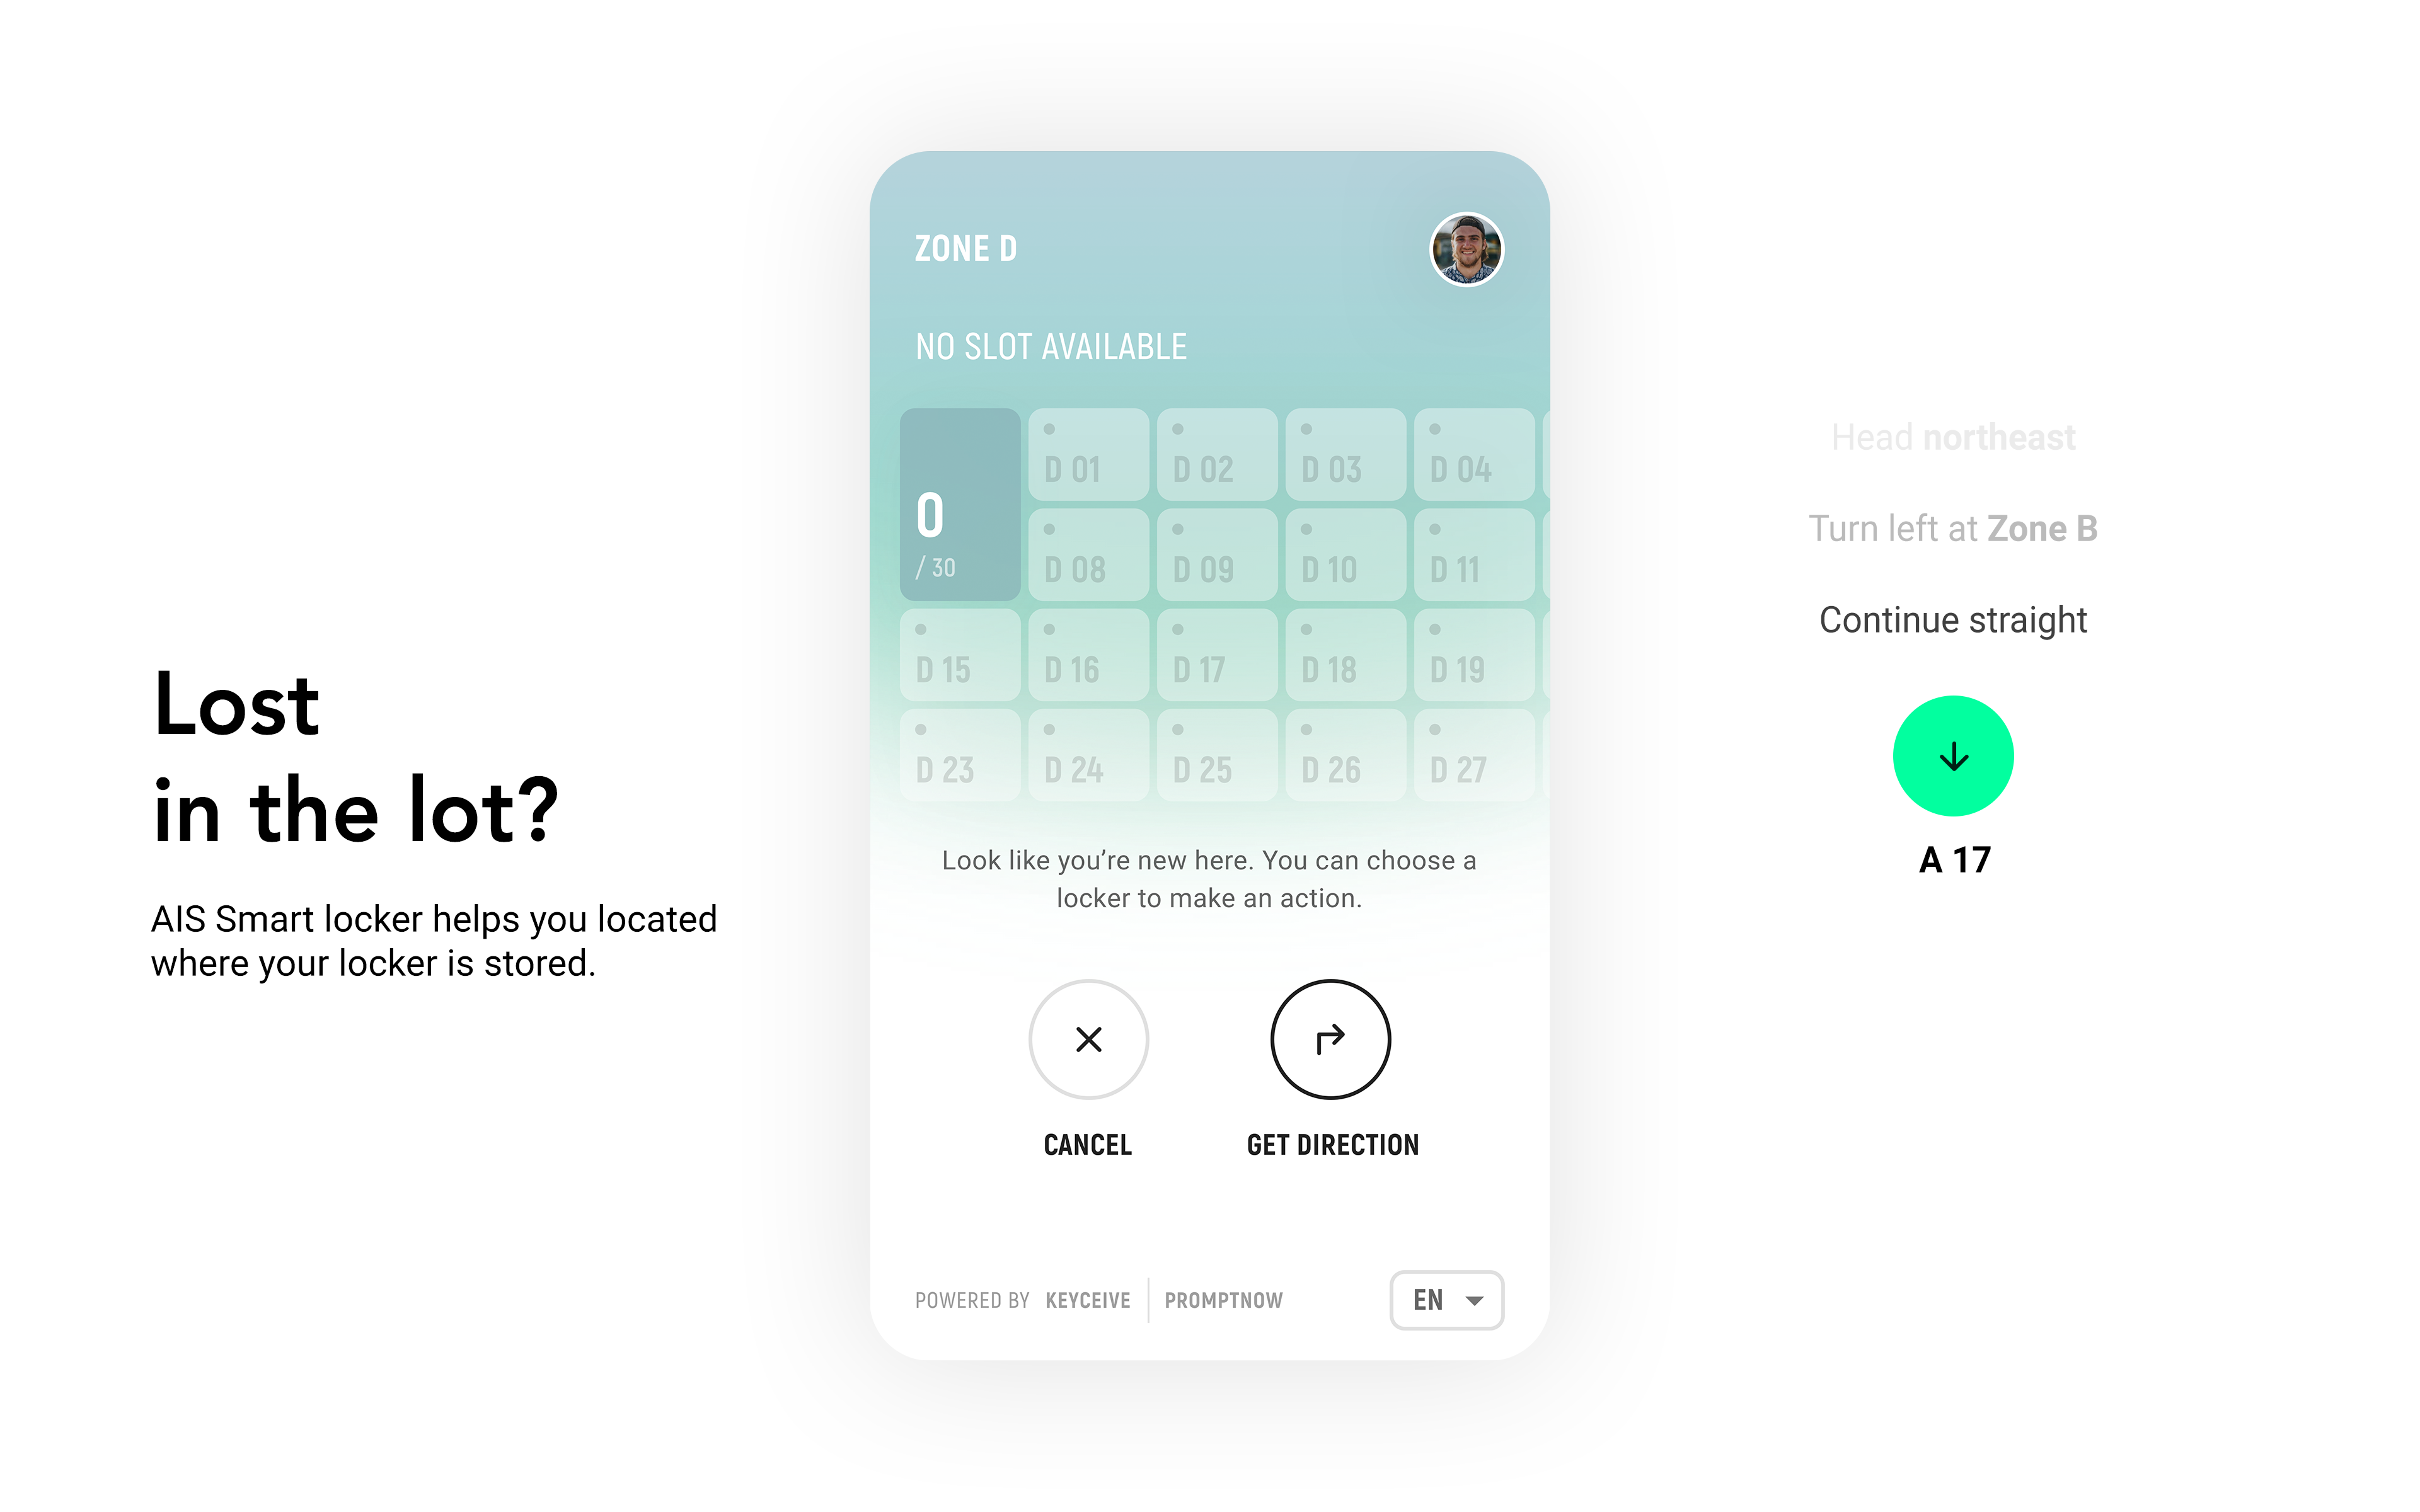 Lost
in the lot?
AIS Smart locker helps you located
where your locker is stored.
ZONE D
NO SLOT AVAILABLE
0
/ 30
D 01
D 02
D 03
D 04
D 08
D 09
D 10
D 11
D 15
D 16
D 17
D 18
D 19
D 23
D 24
D 25
D 26
D 27
Look like you’re new here. You can choose a
locker to make an action.
CANCEL
GET DIRECTION
POWERED BY KEYCEIVE PROMPTNOW
EN
Head northeast
Turn left at Zone B
Continue straight
A 17